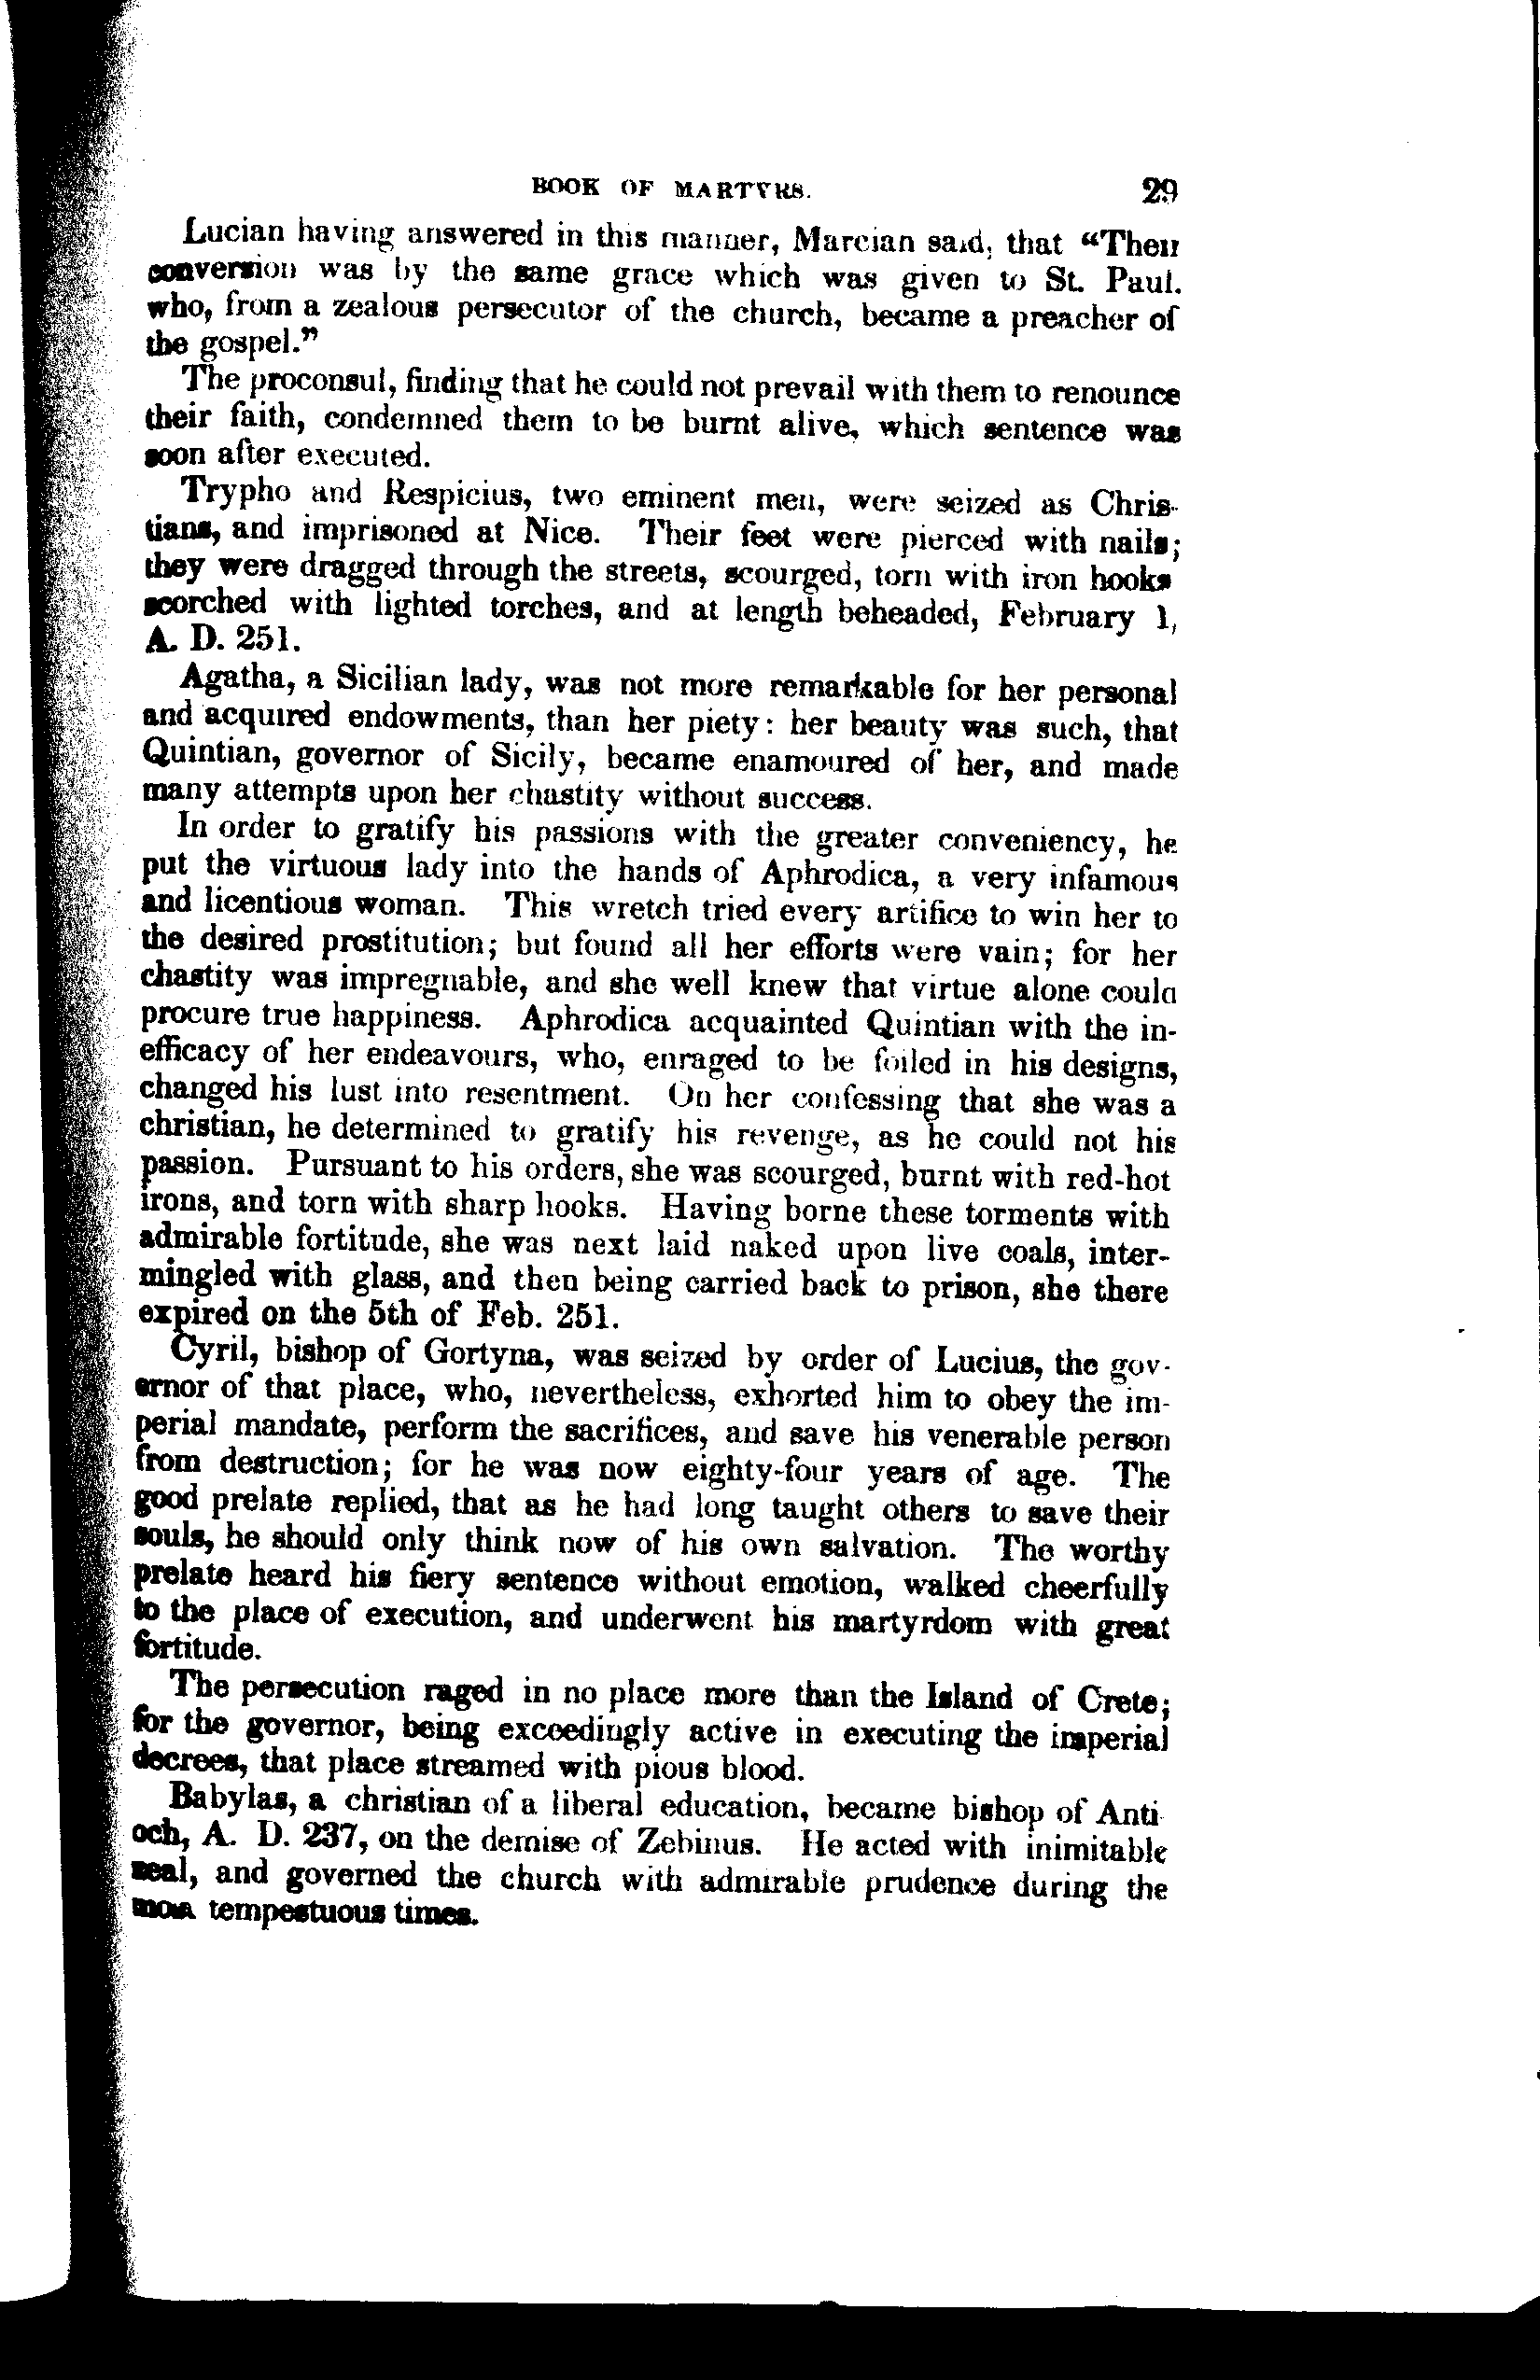 BOOK OF MARTYRS. 29
Lucian having answered in this manner, Marcian said, that “Their
conversion was by the same grace which was given to St. Paul.
who, from a zealous persecutor of the church, became a preacher of
the gospel.”
The proconsul, finding that he could not prevail with them to renounce
their faith, condemned them to be burnt alive, which sentence was
soon after executed.
Trypho and Respicius, two eminent men, were seized as Chris-
tians, and imprisoned at Nice. Their feet were pierced with nails;
they were dragged through the streets, scourged, torn with iron hooks
scorched with lighted torches, and at length beheaded, February 1,
A. D. 251.
Agatha, a Sicilian lady, was not more remarkable for her personal
and acquired endowments, than her piety: her beauty was such, that
Quintian, governor of Sicily, became enamoured of her, and made
many attempts upon her chastity without success.
In order to gratify his passions with the greater conveniency, he
put the virtuous lady into the hands of Aphrodica, a very infamous
and licentious woman. This wretch tried every artifice to win her to
the desired prostitution; but found all her efforts were vain; for her
chastity was impregnable, and she well knew that virtue alone could
procure true happiness. Aphrodica acquainted Quintian with the in-
efficacy of her endeavours, who, enraged to be foiled in his designs,
changed his lust into resentment. On her confessing that she was a
christian, he determined to gratify his revenge, as he could not his
passion. Pursuant to his orders, she was scourged, burnt with red-hot
irons, and torn with sharp hooks. Having borne these torments with
admirable fortitude, she was next laid naked upon live coals, inter-
mingled with glass, and then being carried back to prison, she there
expired on the 5th of Feb. 251.
Cyril, bishop of Gortyna, was seized by order of Lucius, the gov-
ernor of that place, who, nevertheless, exhorted him to obey the im-
perial mandate, perform the sacrifices, and save his venerable person
from destruction; for he was now eighty-four years of age. The
good prelate replied, that as he had long taught others to save their
souls, he should only think now of his own salvation. The worthy
prelate heard his fiery sentence without emotion, walked cheerfully
to the place of execution, and underwent his martyrdom with great
fortitude.
The persecution raged in no place more than the Island of Crete;
for the governor, being exceedingly active in executing the imperial
decrees, that place streamed with pious blood.
Babylas, a christian of a liberal education, became bishop of Anti-
och, A. D. 237, on the demise of Zebinus. He acted with inimitable
zeal, and governed the church with admirable prudence during the
most tempestuous times.